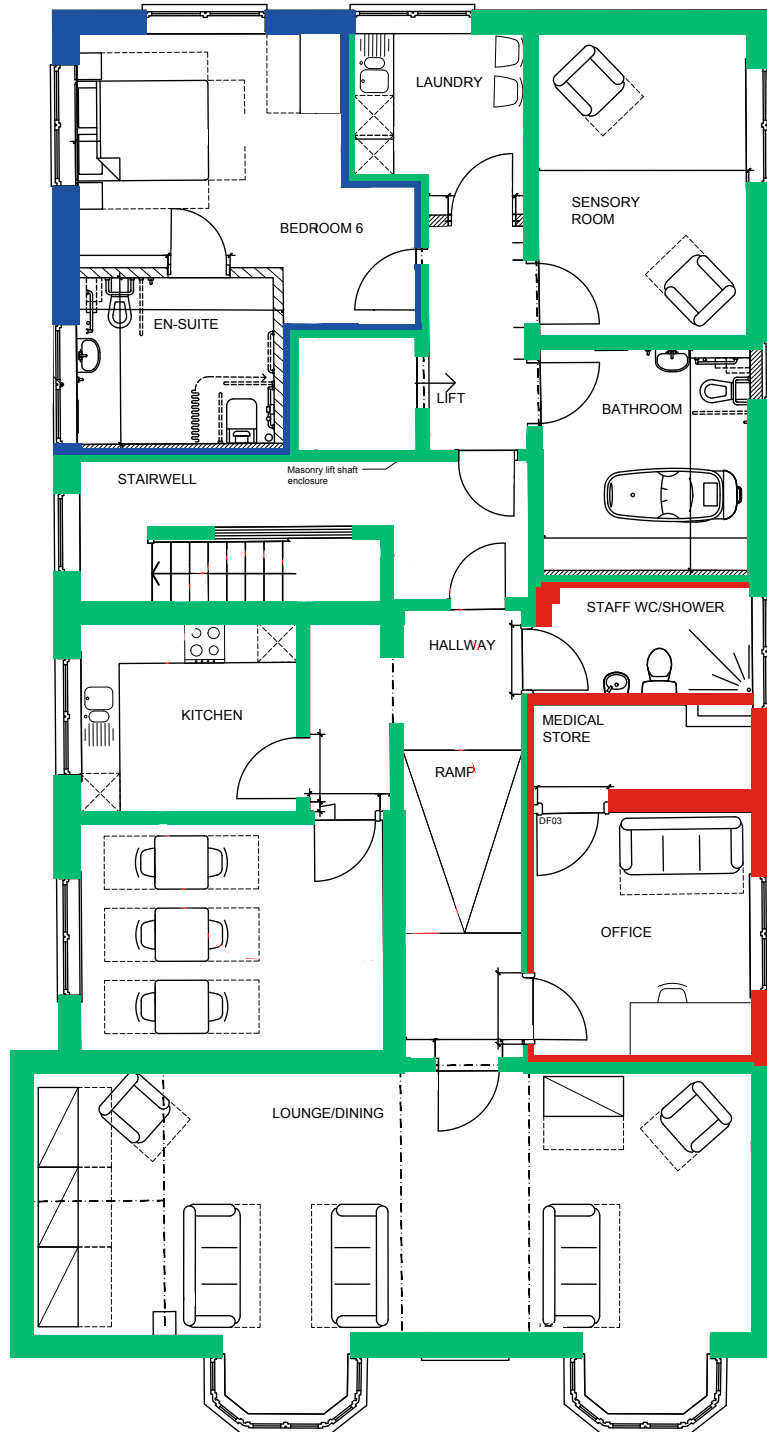 LAUNDRY
SENSORY
ROOM
BEDROOM 6
EN-SUITE
LIFT
BATHROOM
Masonry lift shaft
enclosure
STAIRWELL
STAFF WC/SHOWER
HALLWAY
KITCHEN
MEDICAL
STORE
RAMP
DF03
OFFICE
LOUNGE/DINING